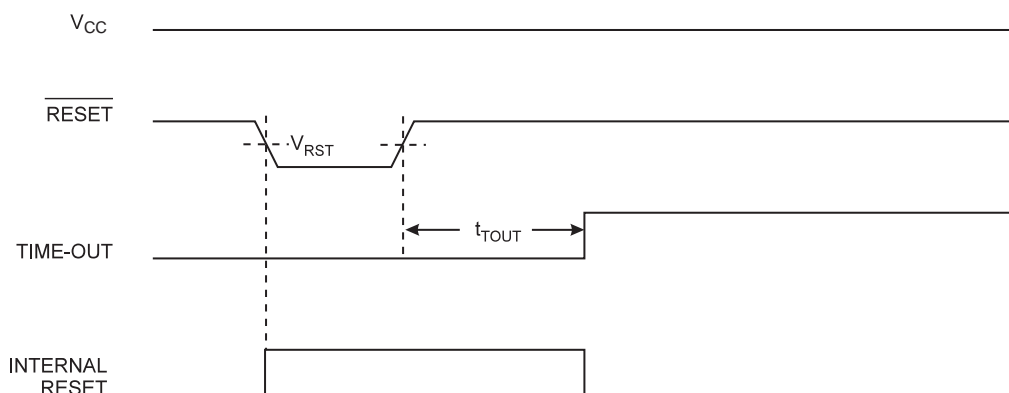 VCC
RESET
VRST
tTOUT
TIME-OUT
INTERNAL
RESET